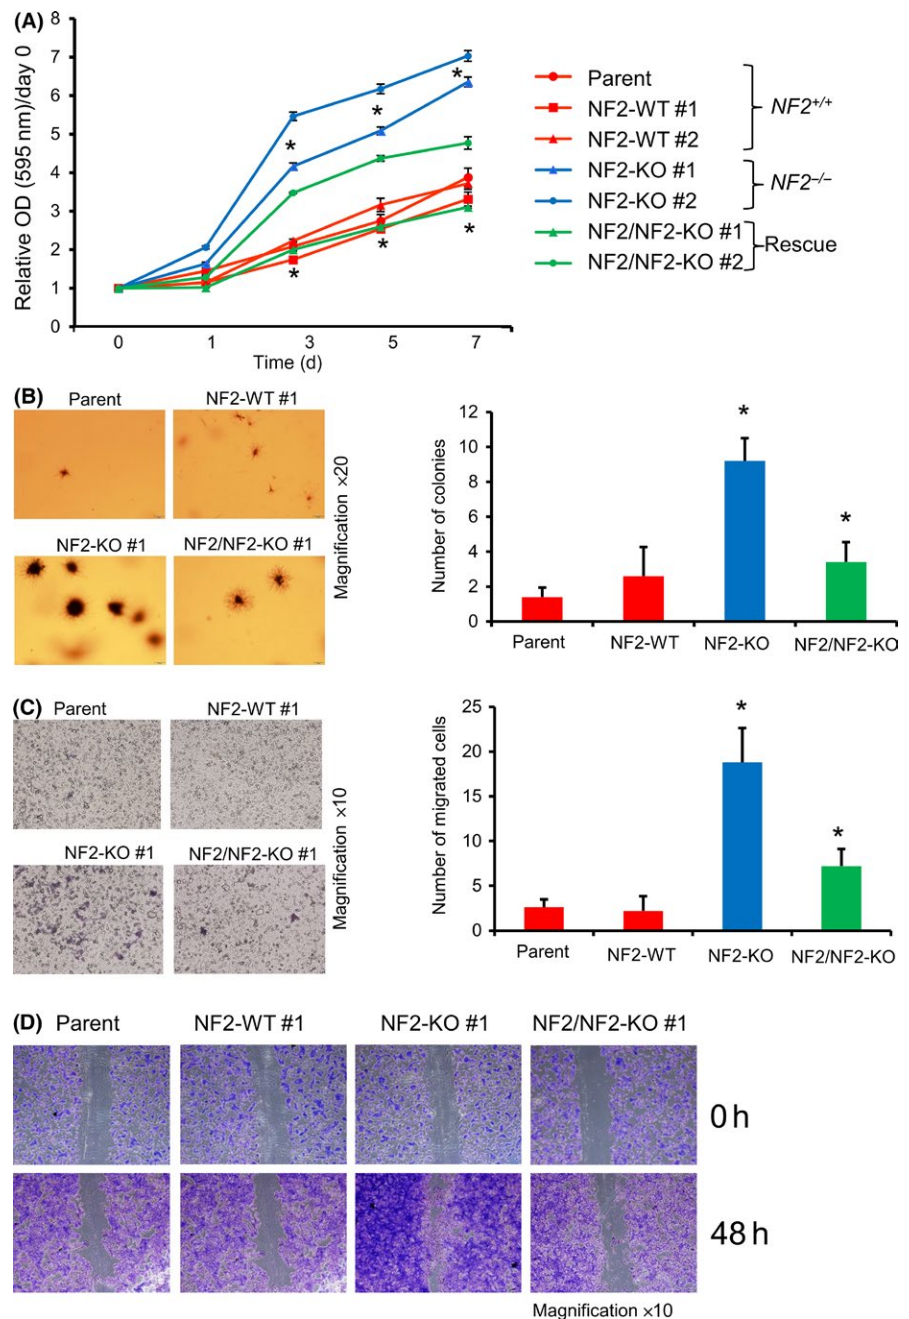 (A)
8
7
6
5
4
3
2
1
0
Relative OD (595 nm)/day 0
* * *
* * *
0 1 3 5 7
Time (d)
Parent
NF2-WT #1
NF2-WT #2
NF2-KO #1
NF2-KO #2
NF2/NF2-KO #1
NF2/NF2-KO #2
NF2+/+
NF2−/−
Rescue
(B)
Parent NF2-WT #1
NF2-KO #1 NF2/NF2-KO #1
Magnification ×20
Number of colonies
12
10
8
6
4
2
0
* *
Parent NF2-WT NF2-KO NF2/NF2-KO
(C)
Parent NF2-WT #1
NF2-KO #1 NF2/NF2-KO #1
Magnification ×10
Number of migrated cells
25
20
15
10
5
0
* *
Parent NF2-WT NF2-KO NF2/NF2-KO
(D) Parent NF2-WT #1 NF2-KO #1 NF2/NF2-KO #1
0 h
48 h
Magnification ×10